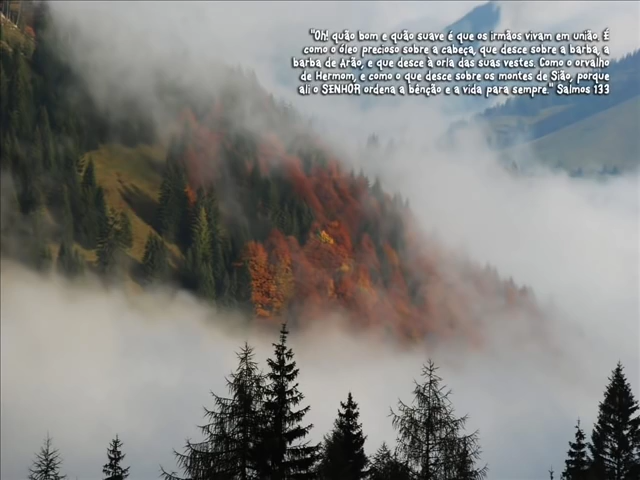 "Oh! quão bom e quão suave é que os irmãos vivam em união. É
como o óleo precioso sobre a cabeça, que desce sobre a barba, a
barba de Arão, e que desce à orla das suas vestes. Como o orvalho
de Hermom, e como o que desce sobre os montes de Sião, porque
ali o SENHOR ordena a bênção e a vida para sempre." Salmos 133